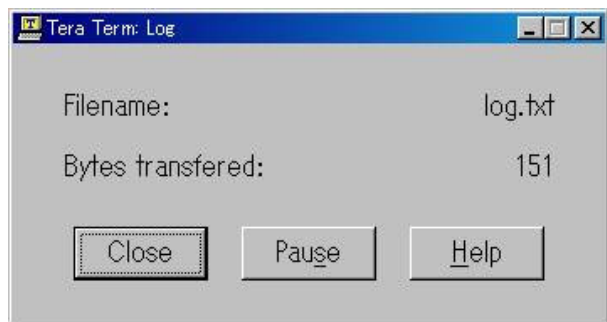 Tera Term: Log
Filename: log.txt
Bytes transfered: 151
Close Pause Help